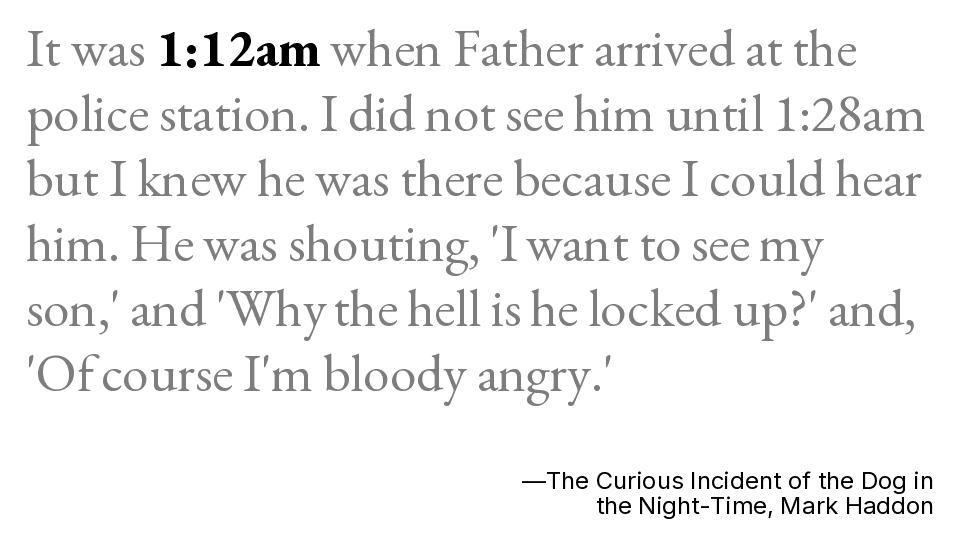 It was 1:12am when Father arrived at the
police station. I did not see him until 1:28am
but I knew he was there because I could hear
him. He was shouting, 'I want to see my
son,' and 'Why the hell is he locked up?' and,
'Of course I'm bloody angry.'
—The Curious Incident of the Dog in
the Night-Time, Mark Haddon